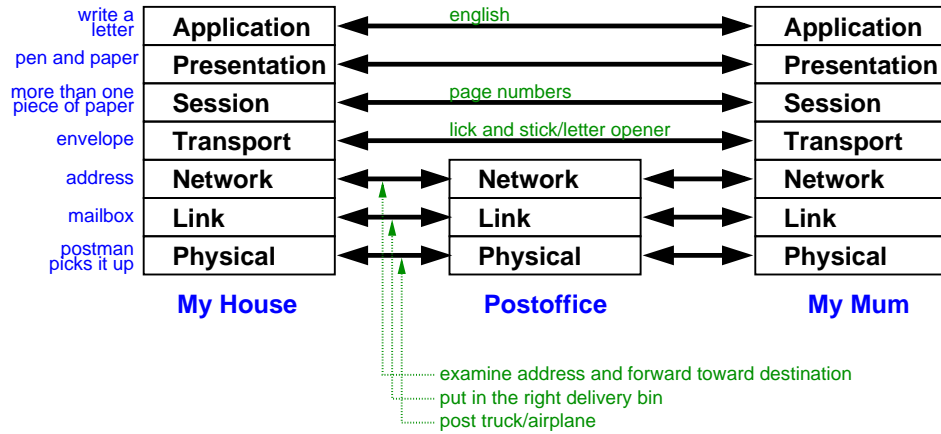 write a
letter
Application
english
Application
pen and paper
Presentation
Presentation
more than one
piece of paper
Session
page numbers
Session
envelope
Transport
lick and stick/letter opener
Transport
address
Network
Network
Network
mailbox
Link
Link
Link
postman
picks it up
Physical
Physical
Physical
My House
Postoffice
My Mum
examine address and forward toward destination
put in the right delivery bin
post truck/airplane